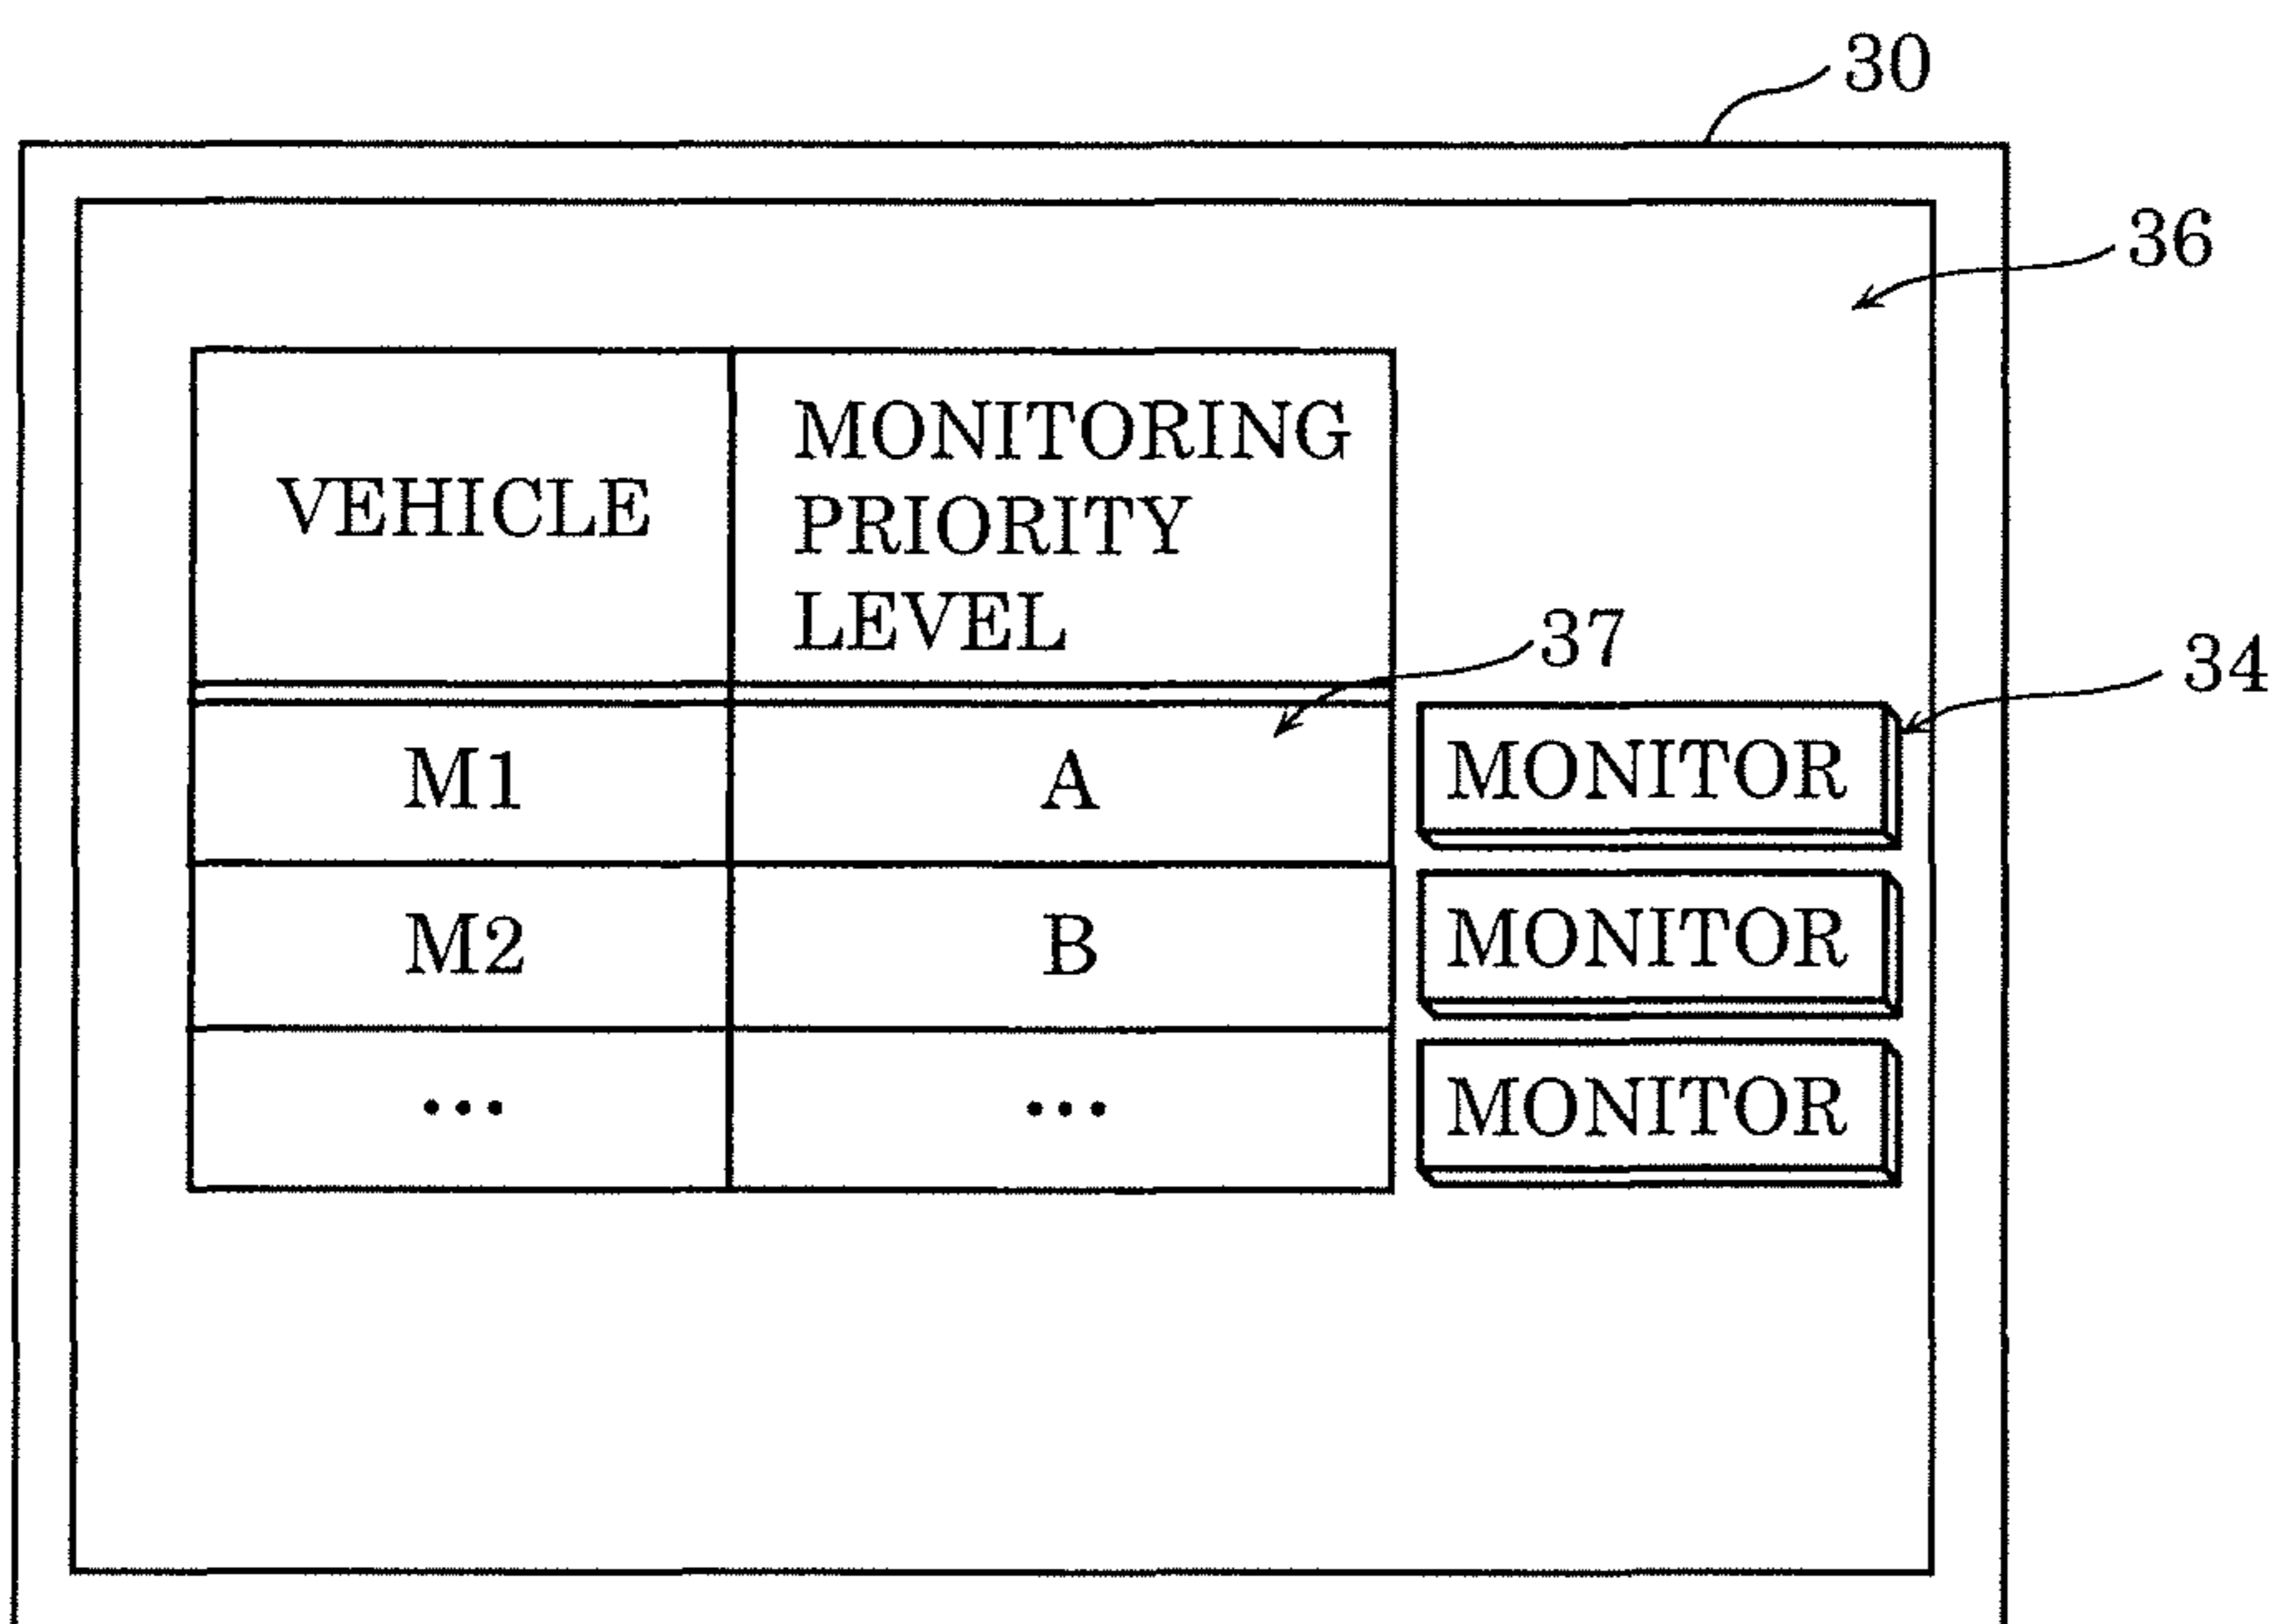 30
36
VEHICLE
MONITORING
PRIORITY
LEVEL
37
34
M1
A
MONITOR
M2
B
MONITOR
...
...
MONITOR